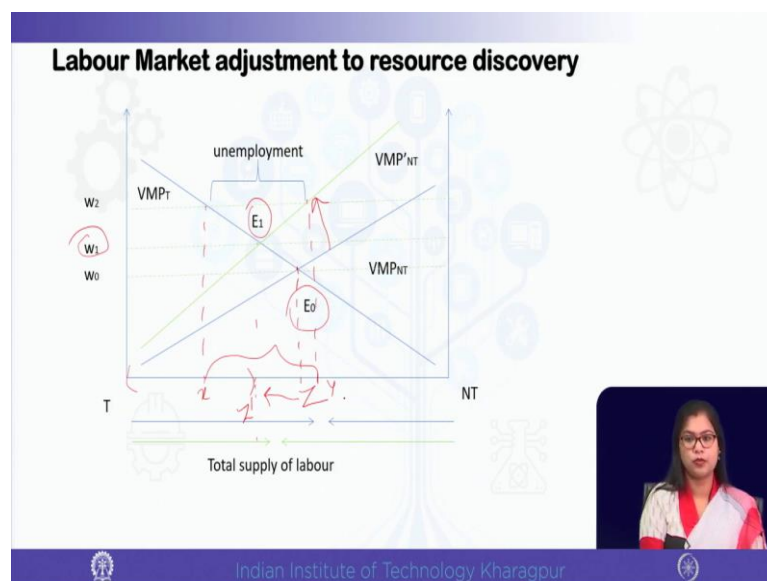 Labour Market adjustment to resource discovery
unemployment
VMP'NT
VMPT
W2
E1
W1
VMPNT
W0
E0
x
z'
Z
y
T
NT
Total supply of labour
Indian Institute of Technology Kharagpur